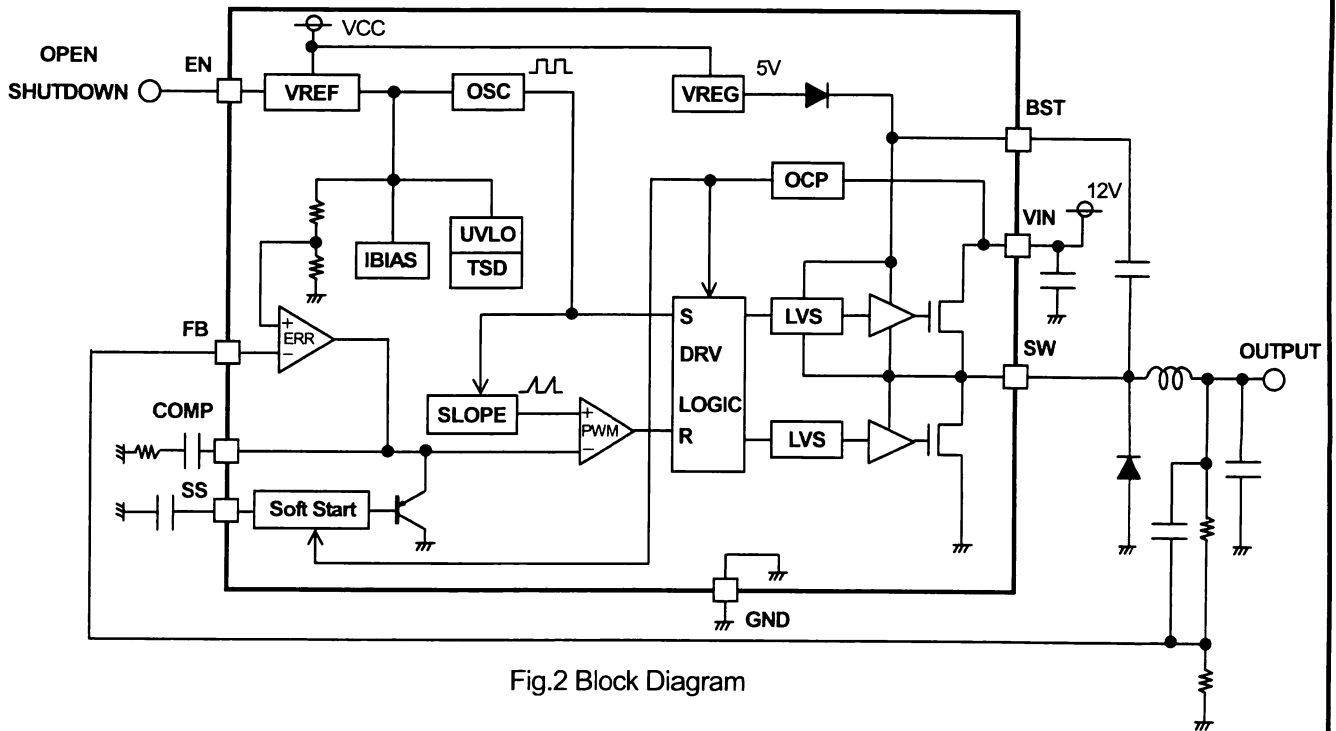 VCC
OPEN
SHUTDOWN
EN
VREF
OSC
5V
VREG
BST
OCP
12V
VIN
UVLO
TSD
IBIAS
FB
+
ERR
−
S
DRV
LOGIC
R
LVS
SW
OUTPUT
COMP
SLOPE
+
PWM
−
LVS
SS
Soft Start
GND
Fig.2 Block Diagram